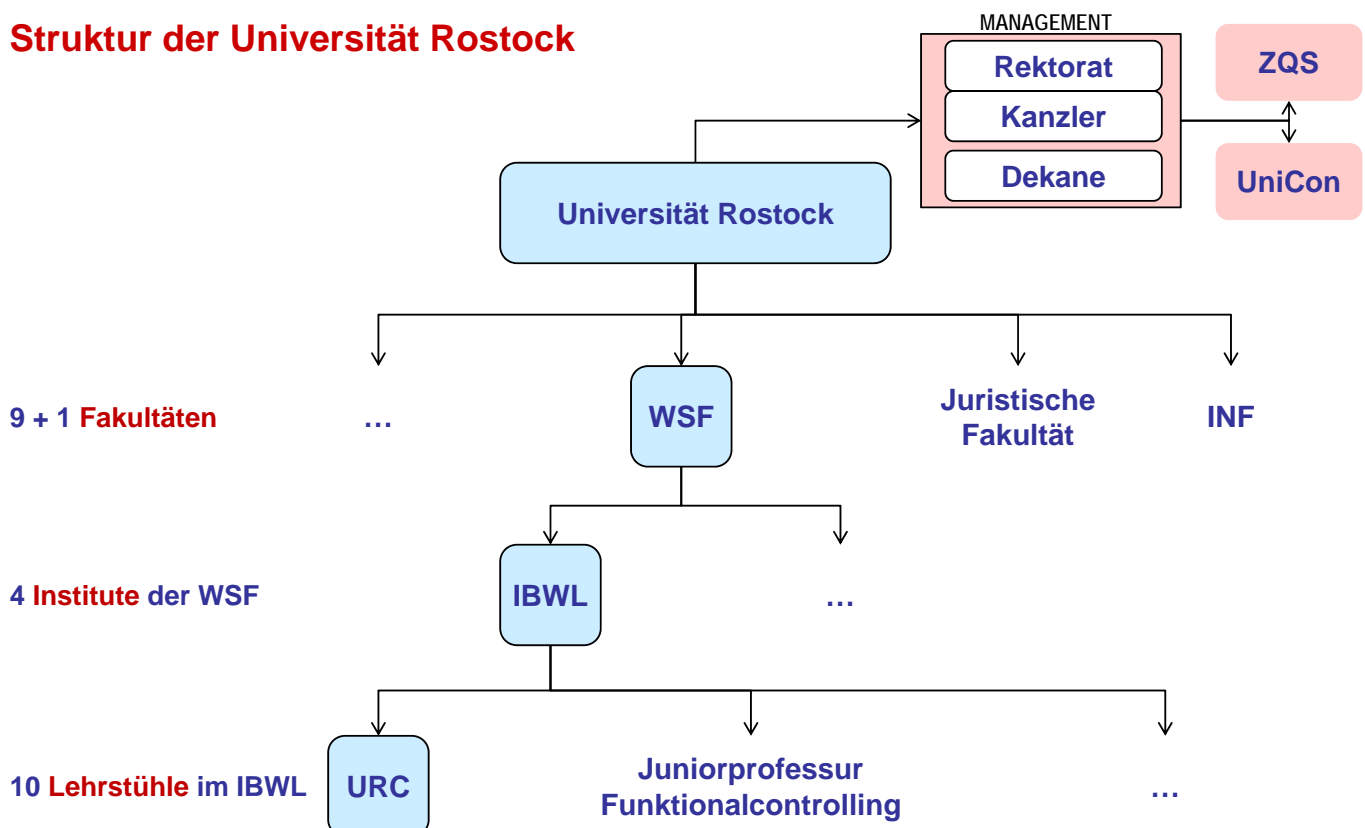 Struktur der Universität Rostock
MANAGEMENT
Rektorat
Kanzler
Dekane
ZQS
UniCon
Universität Rostock
9 + 1 Fakultäten
…
WSF
Juristische
Fakultät
INF
4 Institute der WSF
IBWL
…
10 Lehrstühle im IBWL
URC
Juniorprofessur
Funktionalcontrolling
…